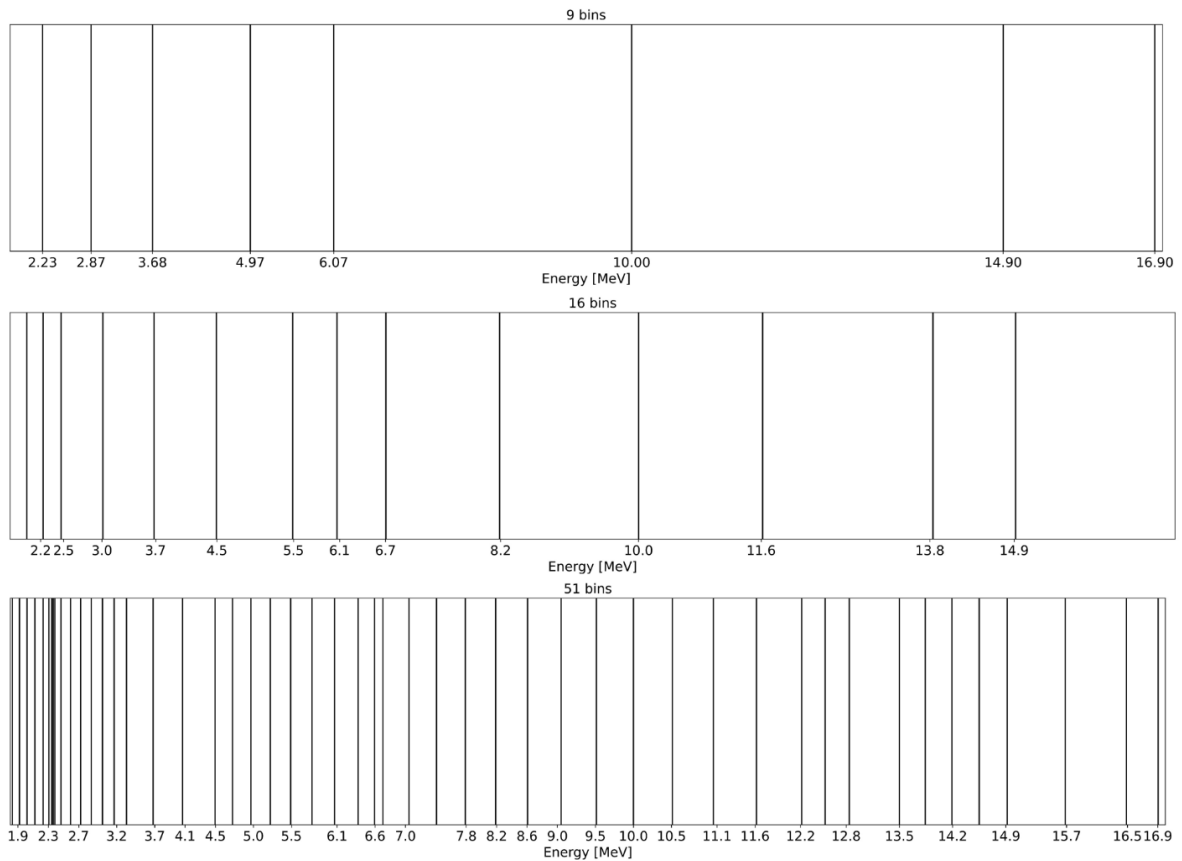 9 bins
2.23 2.87 3.68 4.97 6.07 10.00 14.90 16.90
Energy [MeV]
16 bins
2.2 2.5 3.0 3.7 4.5 5.5 6.1 6.7 8.2 10.0 11.6 13.8 14.9
Energy [MeV]
51 bins
1.9 2.3 2.7 3.2 3.7 4.1 4.5 5.0 5.5 6.1 6.6 7.0 7.8 8.2 8.6 9.0 9.5 10.0 10.5 11.1 11.6 12.2 12.8 13.5 14.2 14.9 15.7 16.5 16.9
Energy [MeV]